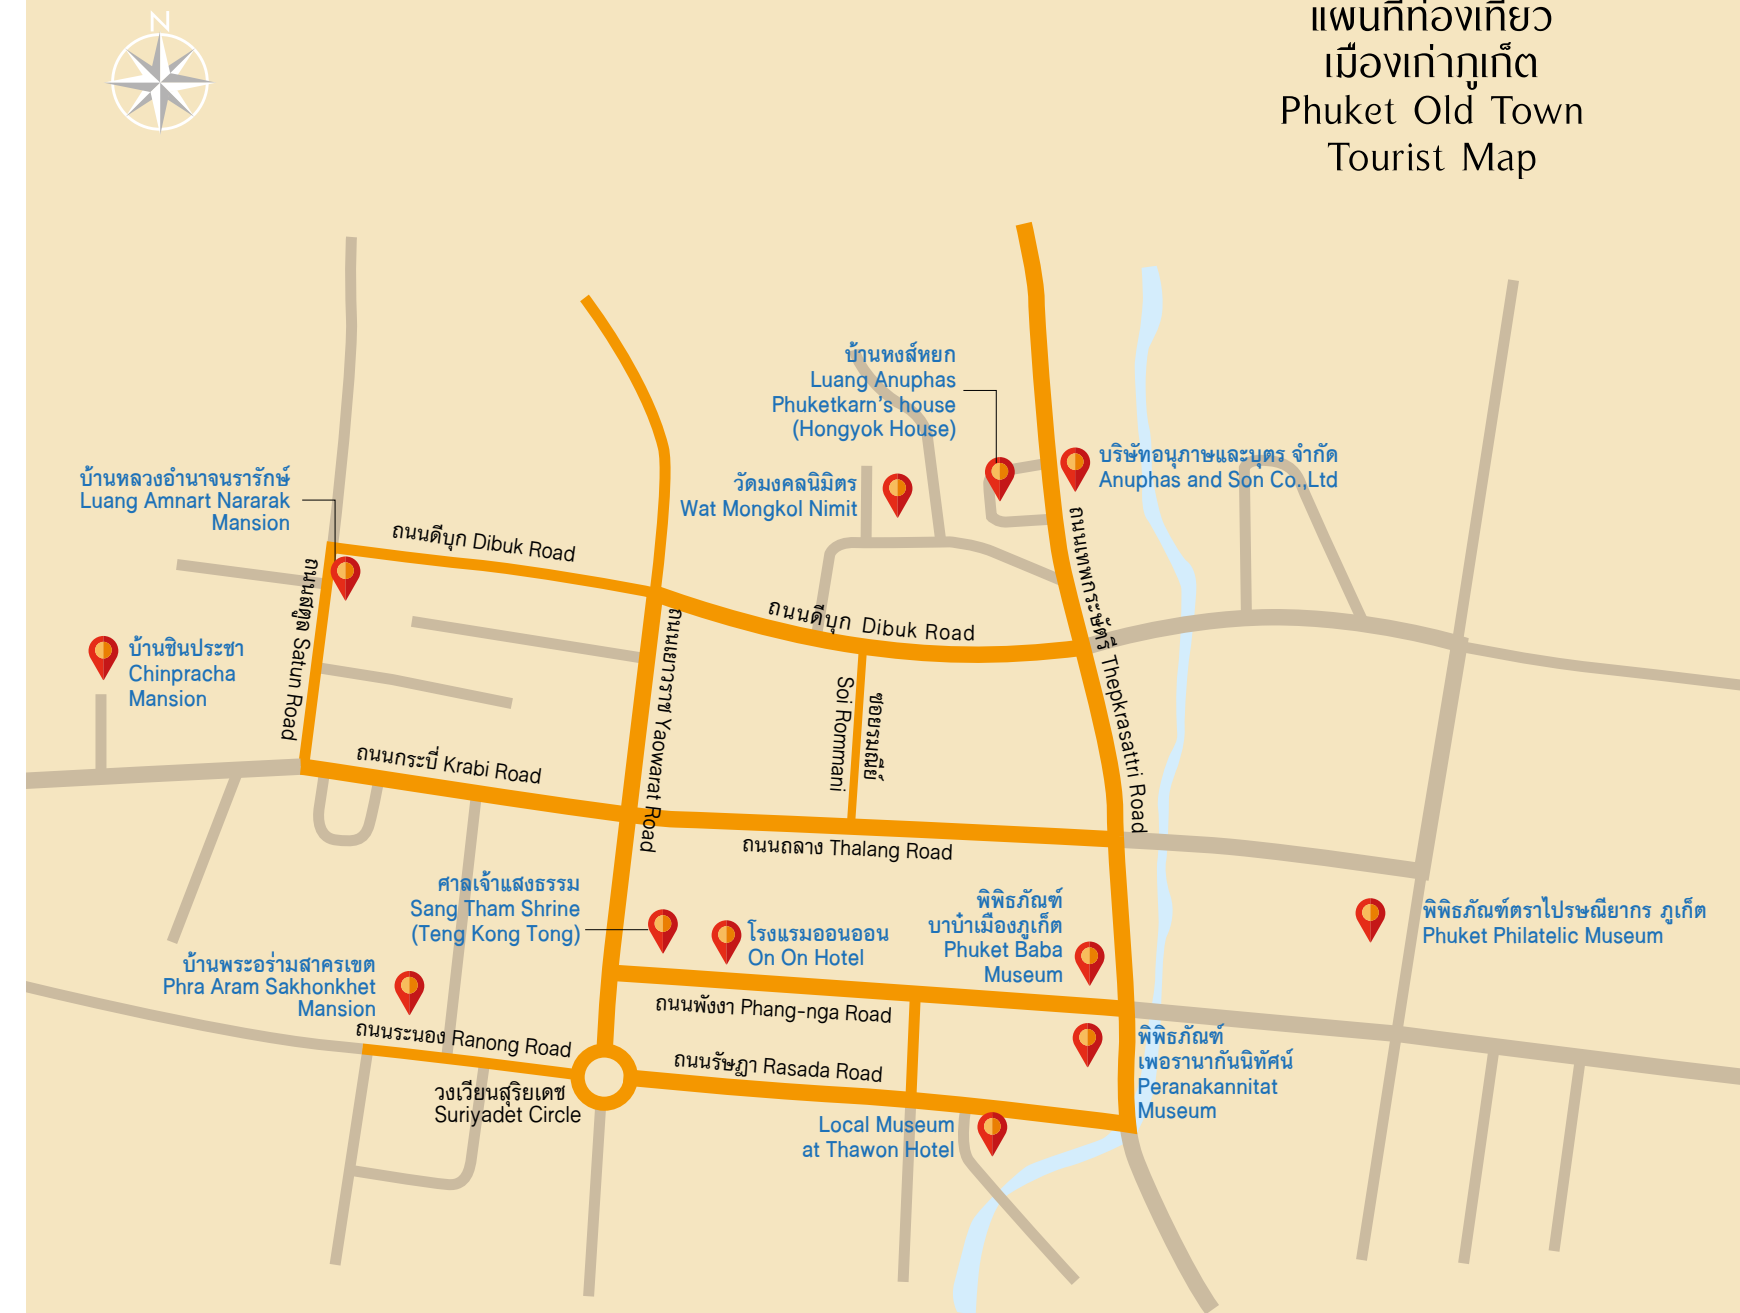 N
แผนที่ท่องเที่ยว
เมืองเก่าภูเก็ต
Phuket Old Town
Tourist Map
บ้านหงส์หยก
Luang Anuphas
Phuketkarn's house
(Hongyok House)
บริษัทอนุภาษและบุตร จำกัด
Anuphas and Son Co.,Ltd
วัดมงคลนิมิตร
Wat Mongkol Nimit
บ้านหลวงอำนาจนรารักษ์
Luang Amnart Nararak
Mansion
ถนนดีบุก Dibuk Road
ถนนสตูล Satun Road
ถนนดีบุก Dibuk Road
ถนนเทพกระษัตรี Thepkrasattri Road
ถนนเยาวราช Yaowarat Road
บ้านชินประชา
Chinpracha
Mansion
Soi Rommani
ซอยรมณีย์
ถนนกระบี่ Krabi Road
ถนนถลาง Thalang Road
ศาลเจ้าแสงธรรม
Sang Tham Shrine
(Teng Kong Tong)
โรงแรมออนออน
On On Hotel
พิพิธภัณฑ์
บาบ๋าเมืองภูเก็ต
Phuket Baba
Museum
พิพิธภัณฑ์ตราไปรษณียากร ภูเก็ต
Phuket Philatelic Museum
บ้านพระอร่ามสาครเขต
Phra Aram Sakhonkhet
Mansion
ถนนพังงา Phang-nga Road
ถนนระนอง Ranong Road
ถนนรัษฎา Rasada Road
พิพิธภัณฑ์
เพอรานากันนิทัศน์
Peranakannitat
Museum
วงเวียนสุริยเดช
Suriyadet Circle
Local Museum
at Thawon Hotel